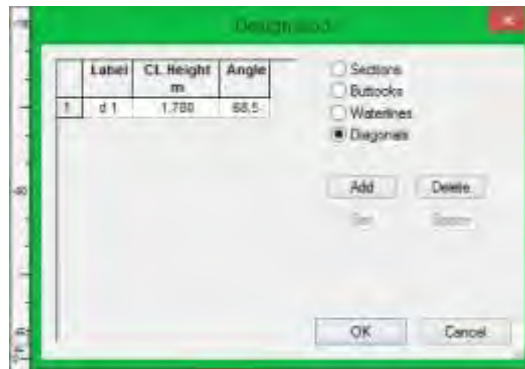 Label CL Height m Angle
1 d 1 1.780 68.5
Sections
Buttocks
Waterlines
Diagonals
Add Delete
OK Cancel